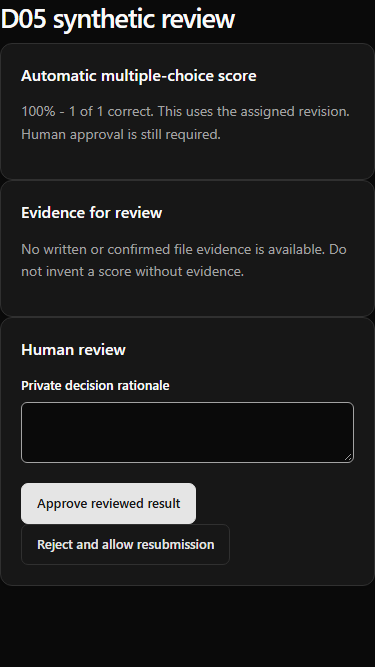 D05 synthetic review
Automatic multiple-choice score
100% - 1 of 1 correct. This uses the assigned revision.
Human approval is still required.
Evidence for review
No written or confirmed file evidence is available. Do
not invent a score without evidence.
Human review
Private decision rationale
Approve reviewed result
Reject and allow resubmission